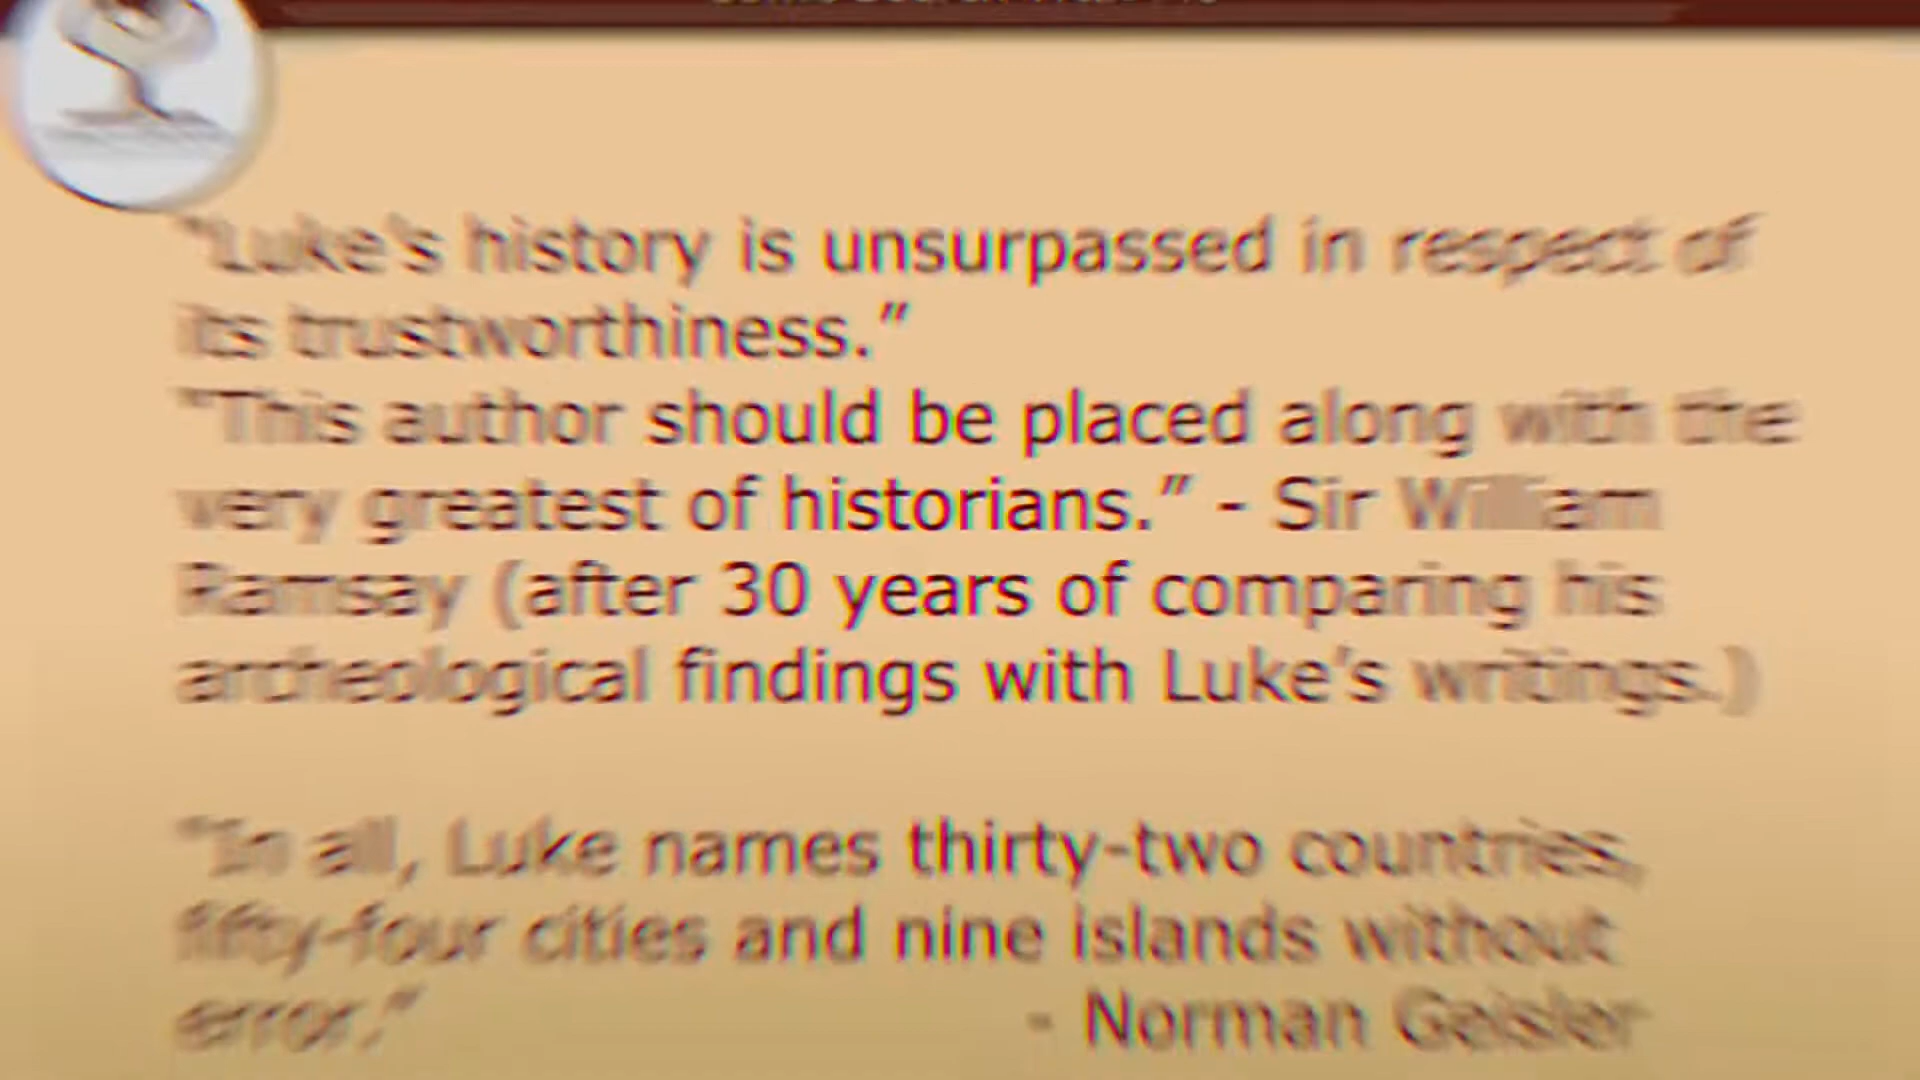 "Luke's history is unsurpassed in respect of
its trustworthiness."
"This author should be placed along with the
very greatest of historians." - Sir William
Ramsay (after 30 years of comparing his
archeological findings with Luke's writings.)
"In all, Luke names thirty-two countries,
fifty-four cities and nine islands without
error." - Norman Geisler